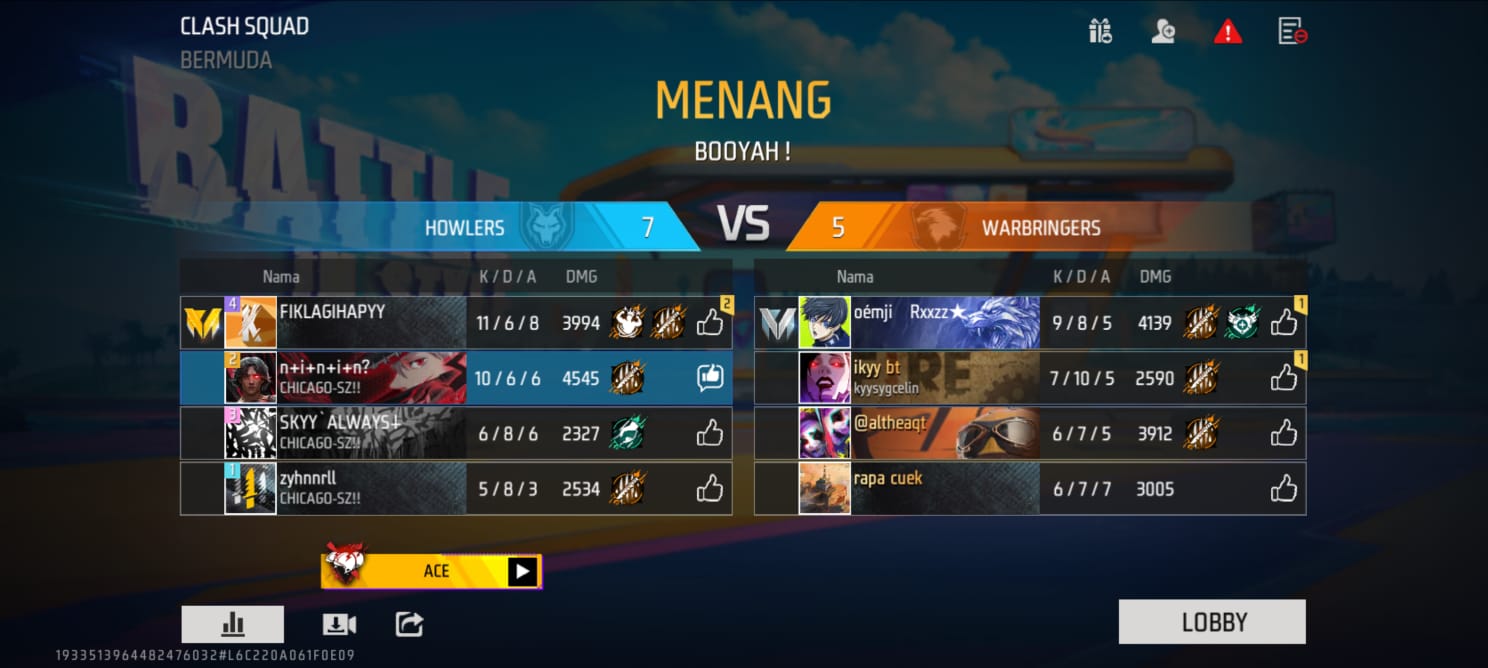 CLASH SQUAD
BERMUDA
MENANG
BOOYAH !
BATTLE
IN STYLE
HOWLERS 7 VS 5 WARBRINGERS
Nama K / D / A DMG Nama K / D / A DMG
4 FIKLAGIHAPYY 11 / 6 / 8 3994 2
oémji Rxxzz★ 9 / 8 / 5 4139 1
2 n+i+n+i+n?
CHICAGO-SZ!! 10 / 6 / 6 4545
ikyy bt
kyysygcelin 7 / 10 / 5 2590 1
3 SKYY`ALWAYS⸸
CHICAGO-SZ!! 6 / 8 / 6 2327
@altheaqt 6 / 7 / 5 3912
1 zyhnnrll
CHICAGO-SZ!! 5 / 8 / 3 2534
rapa cuek 6 / 7 / 7 3005
ACE
LOBBY
1933513964482476032#L6C220A061F0E09